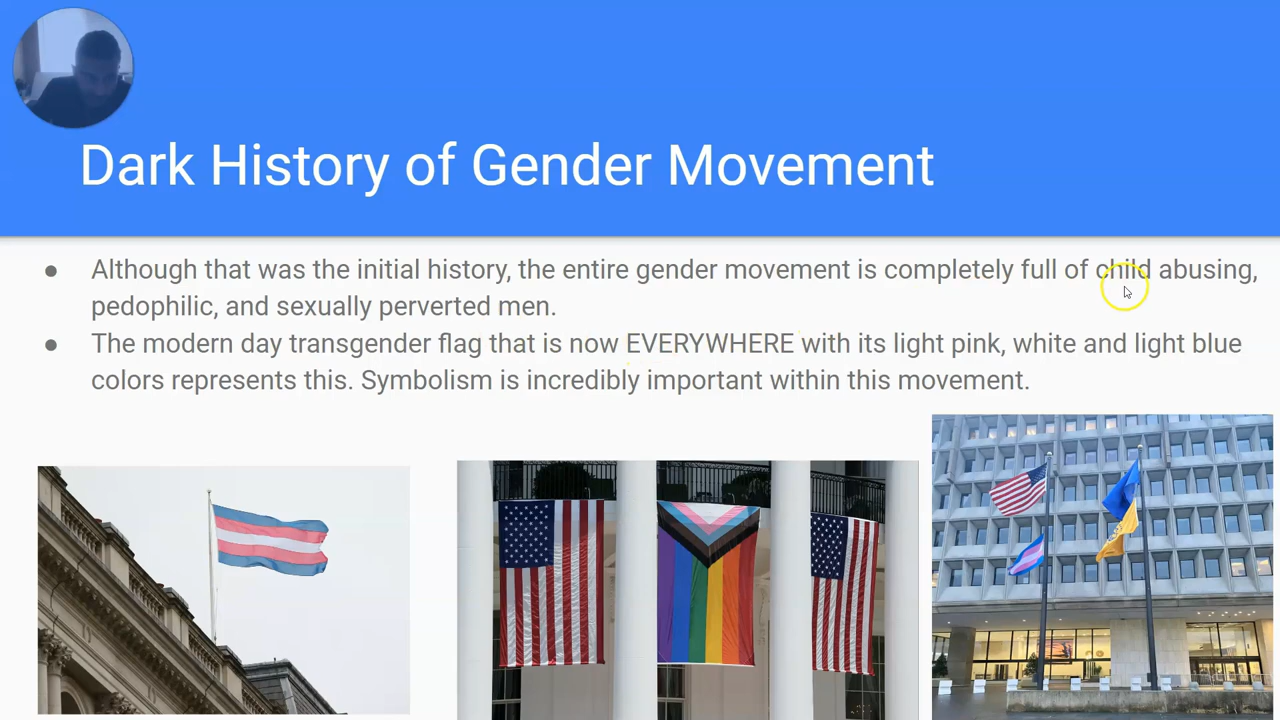 Dark History of Gender Movement
● Although that was the initial history, the entire gender movement is completely full of child abusing,
pedophilic, and sexually perverted men.
● The modern day transgender flag that is now EVERYWHERE with its light pink, white and light blue
colors represents this. Symbolism is incredibly important within this movement.